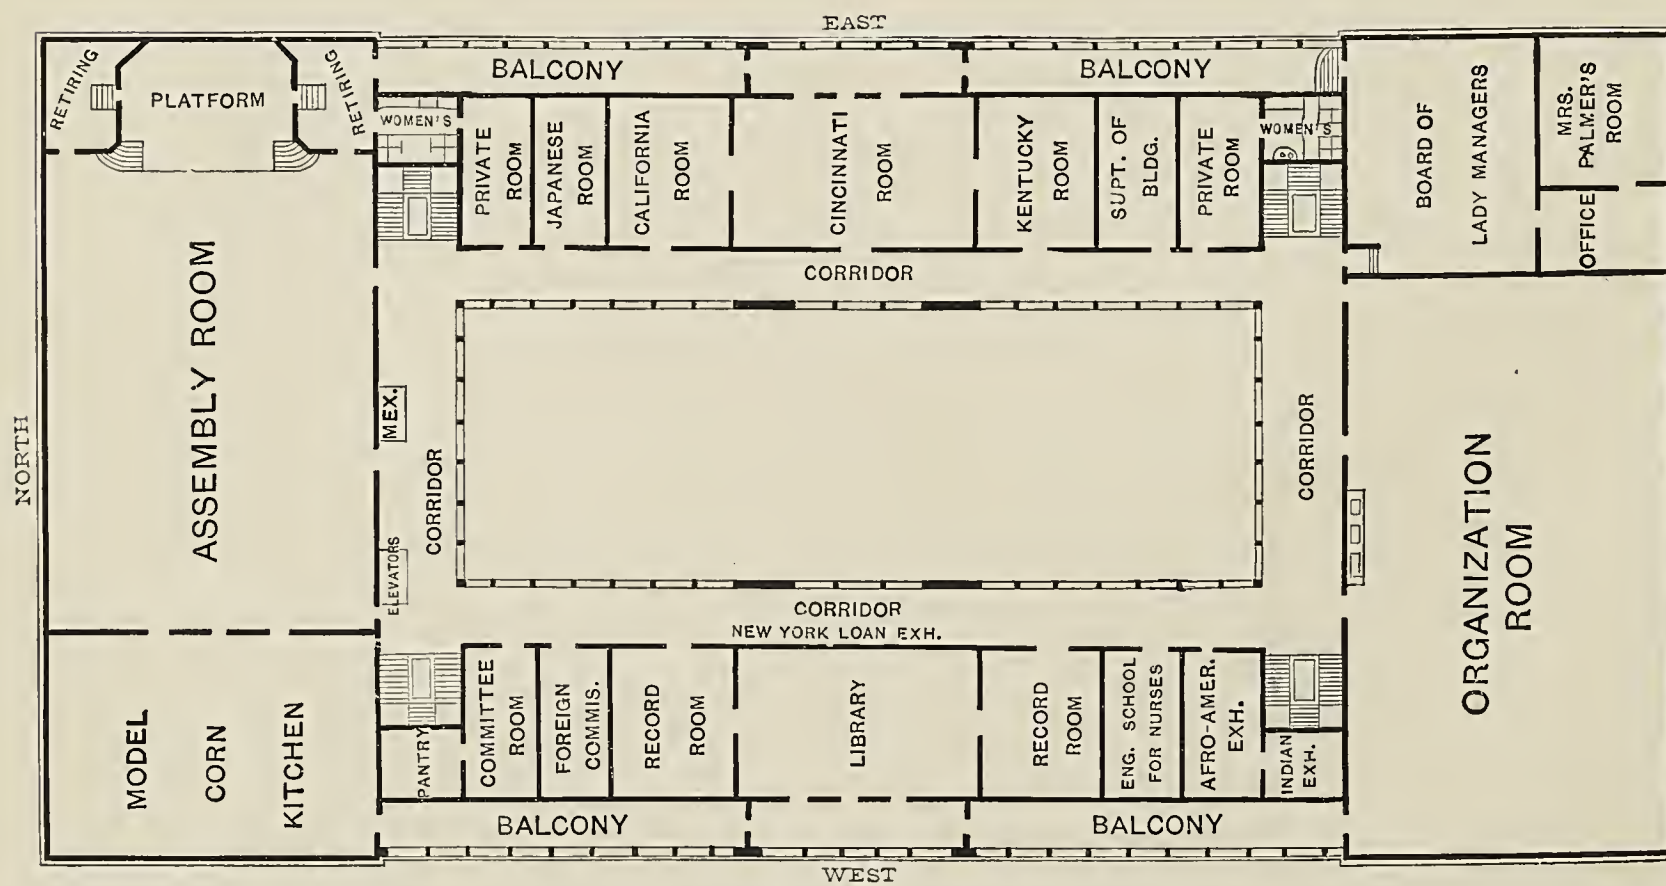 EAST
RETIRING
PLATFORM
RETIRING
BALCONY
BALCONY
WOMEN'S
PRIVATE
ROOM
JAPANESE
ROOM
CALIFORNIA
ROOM
CINCINNATI
ROOM
KENTUCKY
ROOM
SUPT. OF
BLDG.
PRIVATE
ROOM
WOMEN'S
BOARD OF
LADY MANAGERS
MRS.
PALMER'S
ROOM
OFFICE
CORRIDOR
NORTH
ASSEMBLY ROOM
MEX.
ELEVATORS
CORRIDOR
CORRIDOR
ORGANIZATION
ROOM
CORRIDOR
NEW YORK LOAN EXH.
MODEL
CORN
KITCHEN
PANTRY
COMMITTEE
ROOM
FOREIGN
COMMIS.
RECORD
ROOM
LIBRARY
RECORD
ROOM
ENG. SCHOOL
FOR NURSES
AFRO-AMER.
EXH.
INDIAN
EXH.
BALCONY
BALCONY
WEST